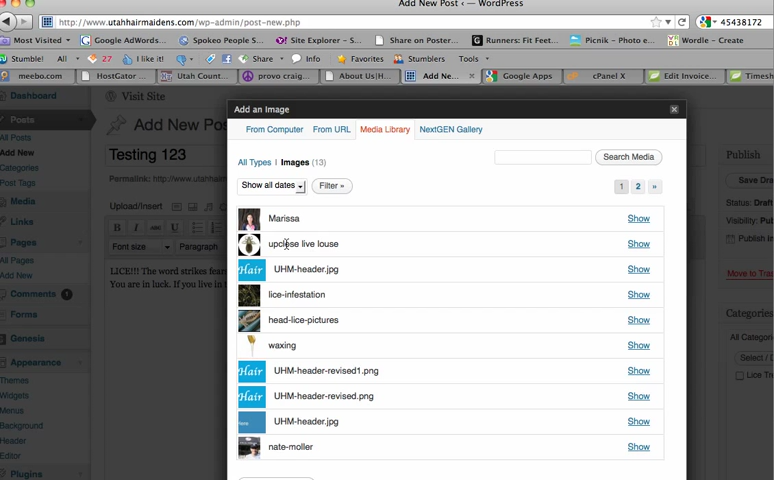 Add New Post ‹ — WordPress
http://www.utahhairmaidens.com/wp-admin/post-new.php
45438172
Most Visited Google AdWords... Spokeo People S... Site Explorer - S... Share on Poster... Runners: Fit Feet... Picnik - Photo e... Wordle - Create
Stumble! All 27 I like it! Share Info Favorites Stumblers Tools
meebo.com HostGator Utah Count... provo craig... About Us|H... Add Ne... Google Apps cPanel X Edit Invoice... Timesh
Dashboard
Visit Site
Posts
All Posts
Add New
Categories
Post Tags
Media
Links
Pages
All Pages
Add New
Comments 1
Forms
Genesis
Appearance
Themes
Widgets
Menus
Background
Header
Editor
Plugins
Add New Pos
Testing 123
Permalink: http://www.utahhair
Upload/Insert
B I
Font size Paragraph
LICE!!! The word strikes fear
You are in luck. If you live in t
Add an Image
From Computer From URL Media Library NextGEN Gallery
All Types | Images (13)
Search Media
Show all dates Filter » 1 2 »
Marissa Show
upclose live louse Show
Hair UHM-header.jpg Show
lice-infestation Show
head-lice-pictures Show
waxing Show
Hair UHM-header-revised1.png Show
Hair UHM-header-revised.png Show
UHM-header.jpg Show
nate-moller Show
Publish
Save Dra
Status: Draft
Visibility: Pub
Publish in
Move to Trash
Categories
All Categori
Select / D
Lice Tr